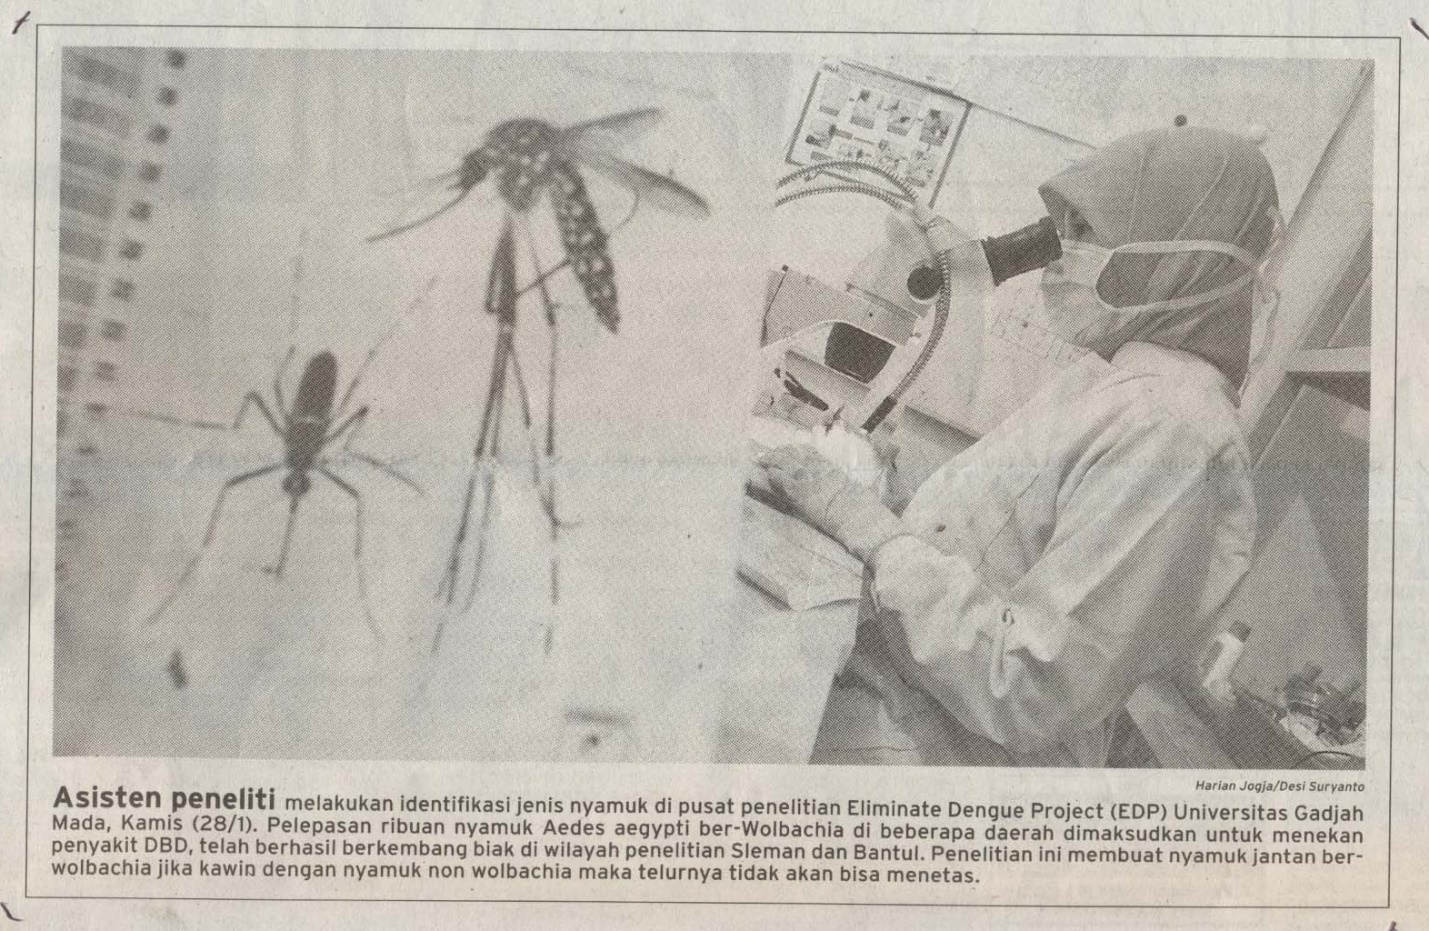 Harian Jogja/Desi Suryanto
Asisten peneliti melakukan identifikasi jenis nyamuk di pusat penelitian Eliminate Dengue Project (EDP) Universitas Gadjah
Mada, Kamis (28/1). Pelepasan ribuan nyamuk Aedes aegypti ber-Wolbachia di beberapa daerah dimaksudkan untuk menekan
penyakit DBD, telah berhasil berkembang biak di wilayah penelitian Sleman dan Bantul. Penelitian ini membuat nyamuk jantan ber-
wolbachia jika kawin dengan nyamuk non wolbachia maka telurnya tidak akan bisa menetas.